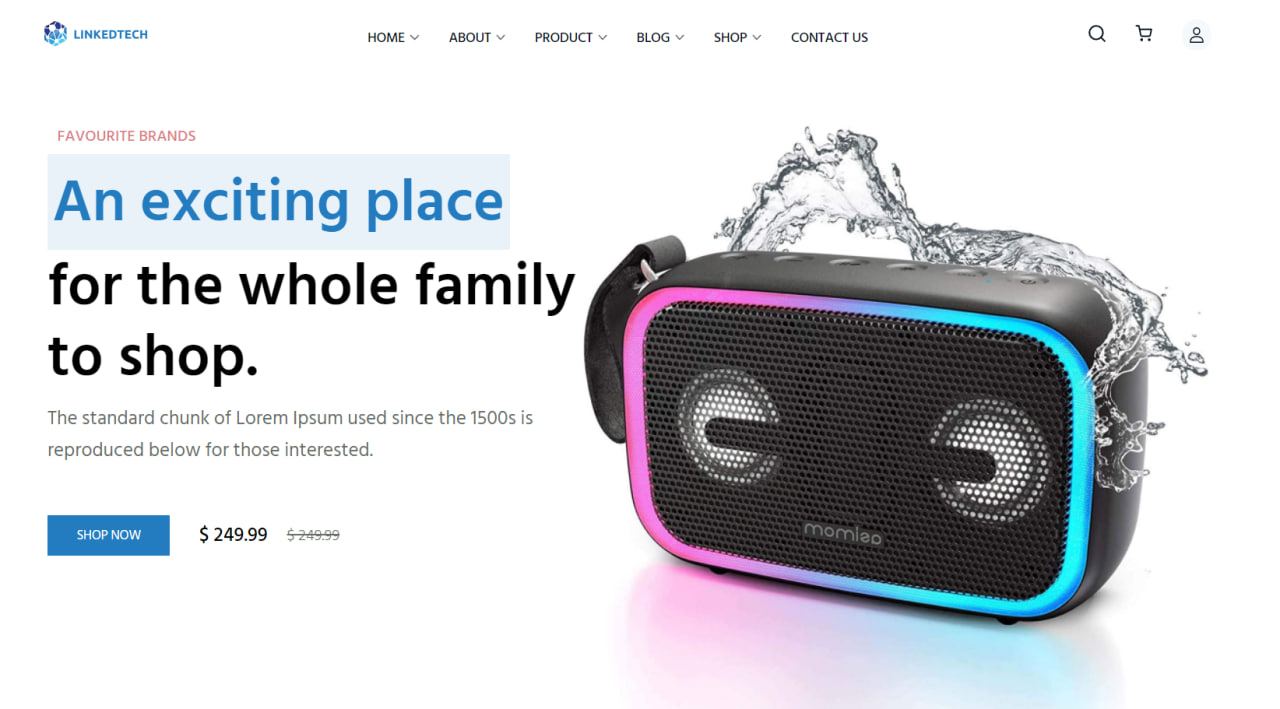 LINKEDTECH
HOME
ABOUT
PRODUCT
BLOG
SHOP
CONTACT US
FAVOURITE BRANDS
An exciting place
for the whole family
to shop.
The standard chunk of Lorem Ipsum used since the 1500s is
reproduced below for those interested.
SHOP NOW
$ 249.99
$ 249.99